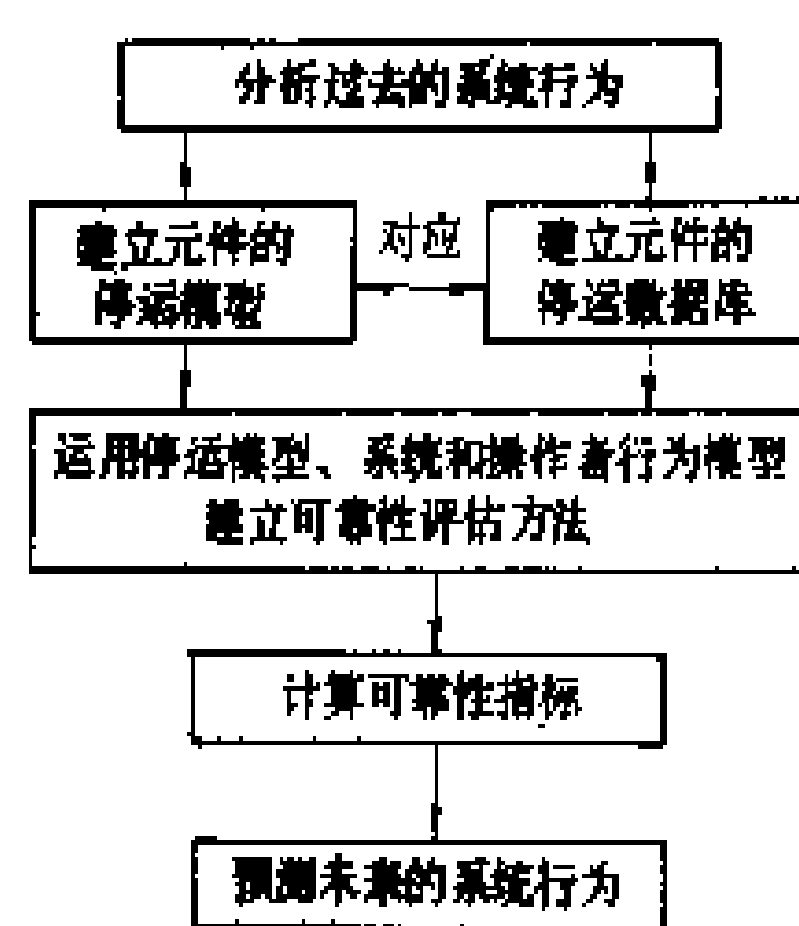 分析过去的系统行为
建立元件的
停运模型
对应
建立元件的
停运数据库
运用停运模型、系统和操作者行为模型
建立可靠性评估方法
计算可靠性指标
预测未来的系统行为